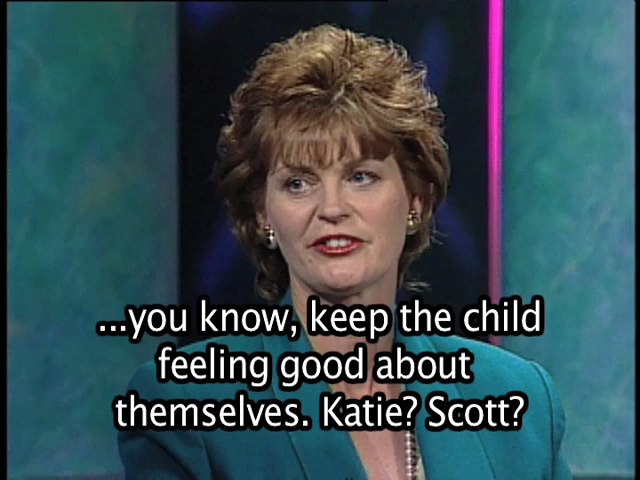 ...you know, keep the child
feeling good about
themselves. Katie? Scott?